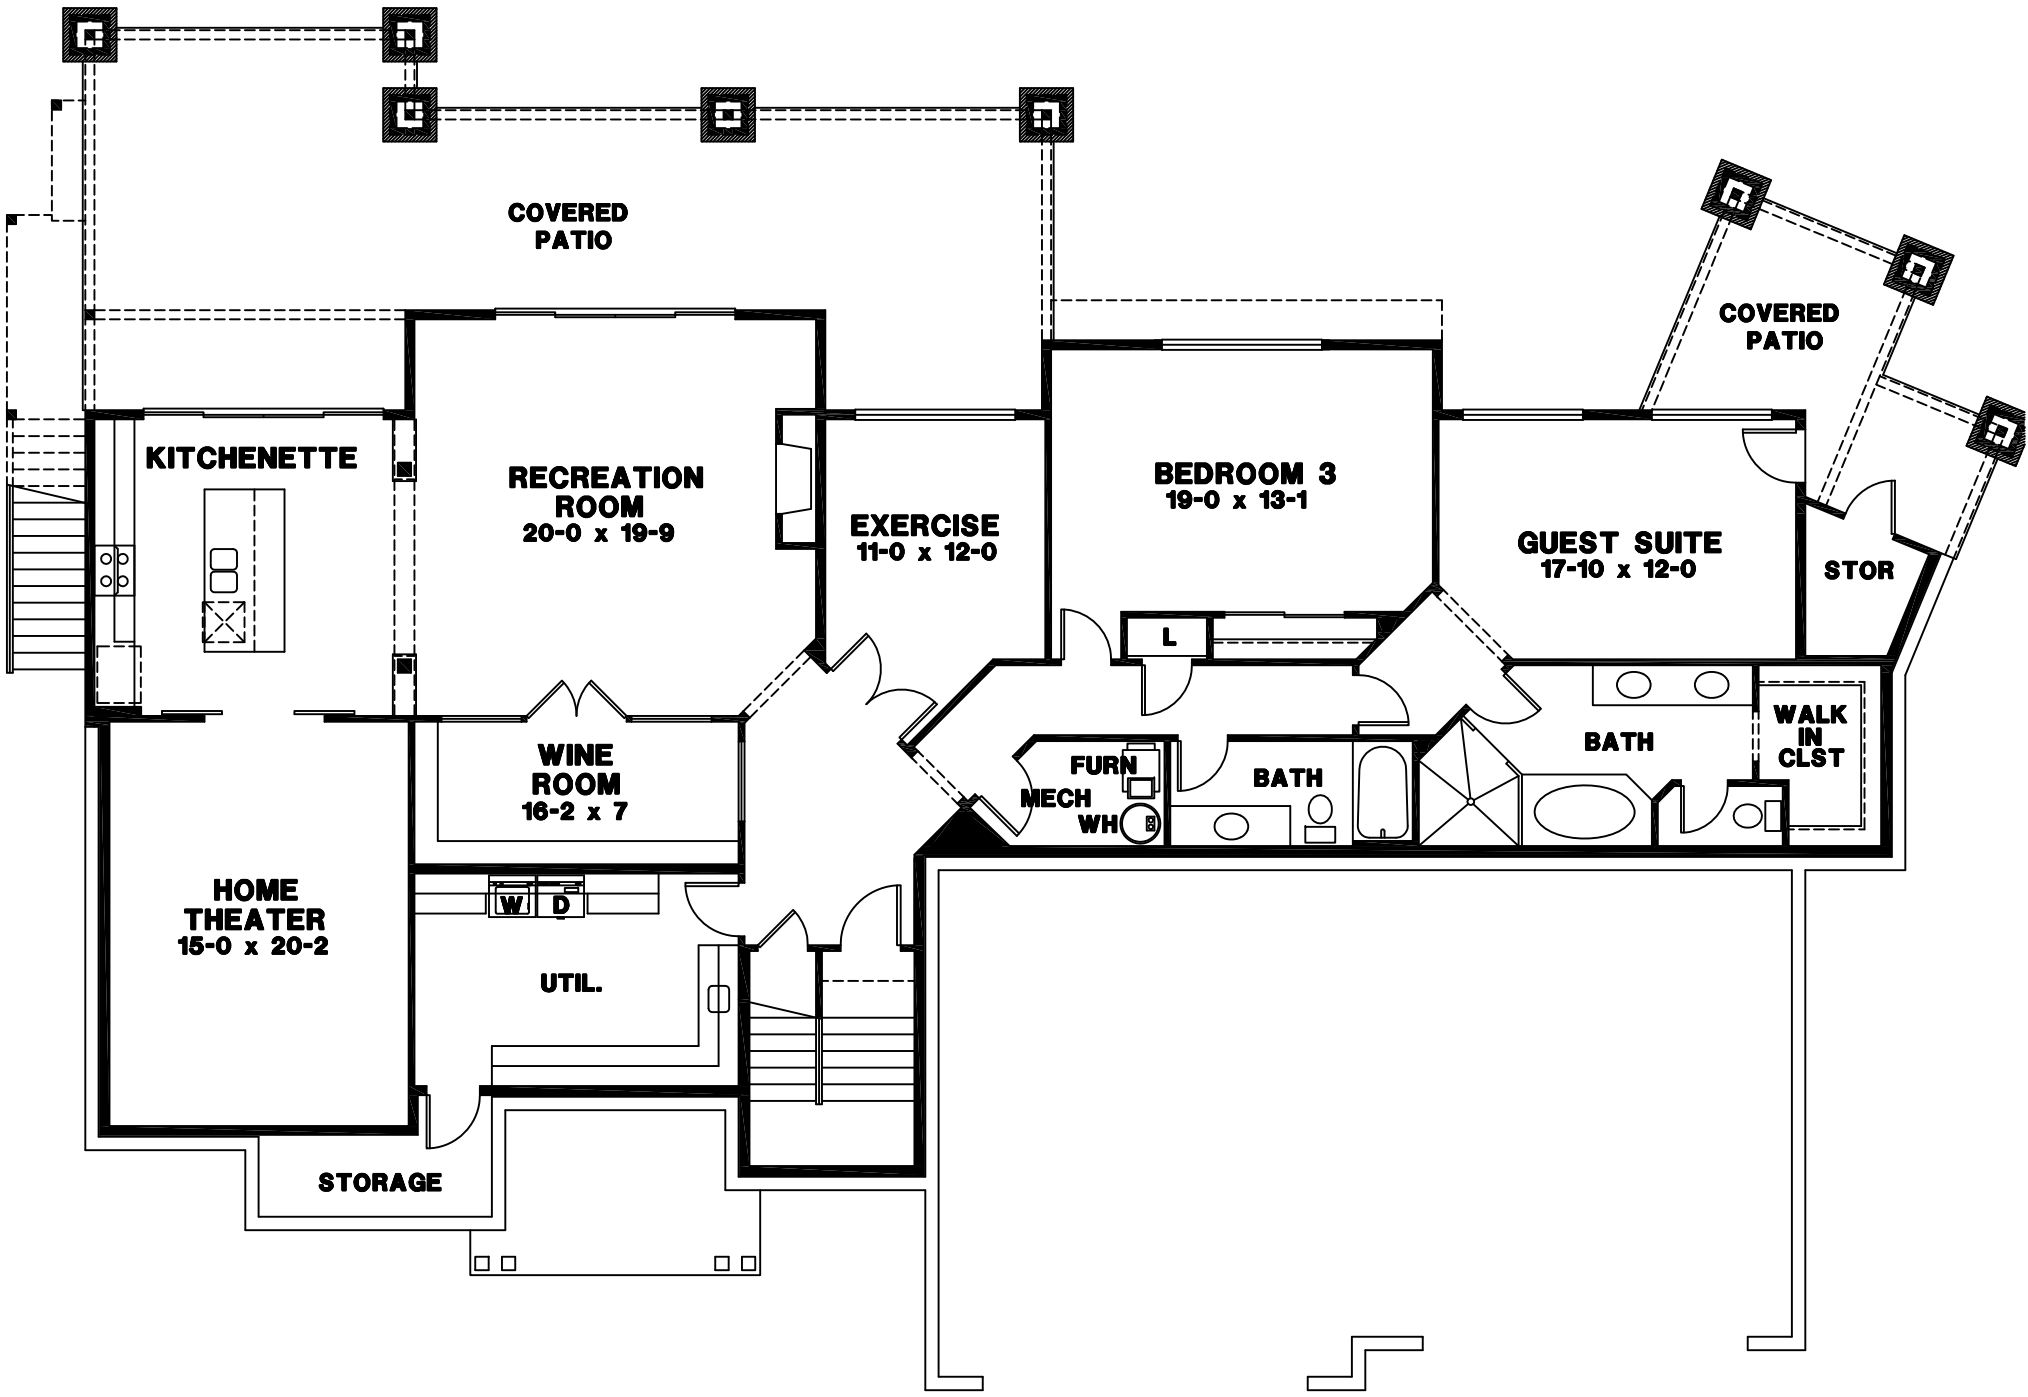 COVERED
PATIO
COVERED
PATIO
KITCHENETTE
RECREATION
ROOM
20-0 x 19-9
EXERCISE
11-0 x 12-0
BEDROOM 3
19-0 x 13-1
GUEST SUITE
17-10 x 12-0
STOR
L
WINE
ROOM
16-2 x 7
FURN
MECH
WH
BATH
BATH
WALK
IN
CLST
HOME
THEATER
15-0 x 20-2
W
D
UTIL.
STORAGE